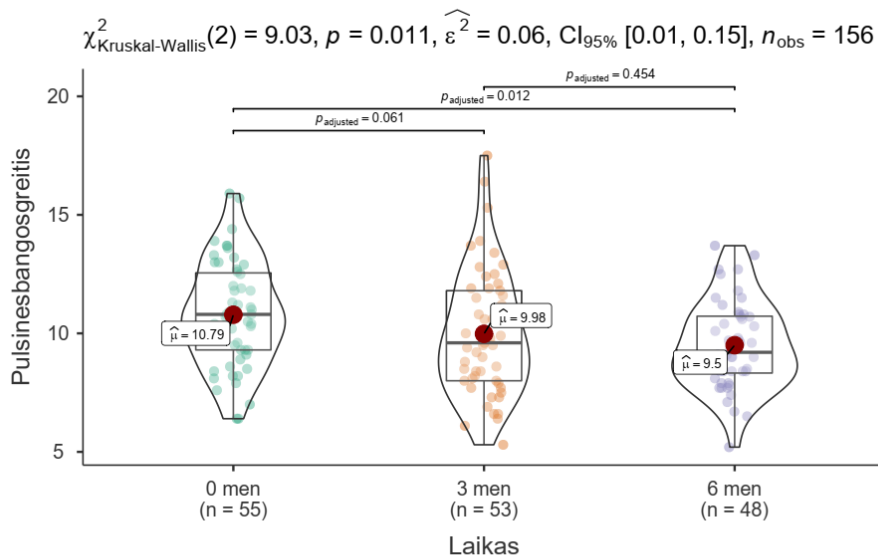 χ²Kruskal-Wallis(2) = 9.03, p = 0.011, ε̂² = 0.06, CI95% [0.01, 0.15], nobs = 156
padjusted = 0.454
padjusted = 0.012
padjusted = 0.061
20
15
10
5
Pulsinesbangosgreitis
μ̂ = 10.79
μ̂ = 9.98
μ̂ = 9.5
0 men
(n = 55)
3 men
(n = 53)
6 men
(n = 48)
Laikas